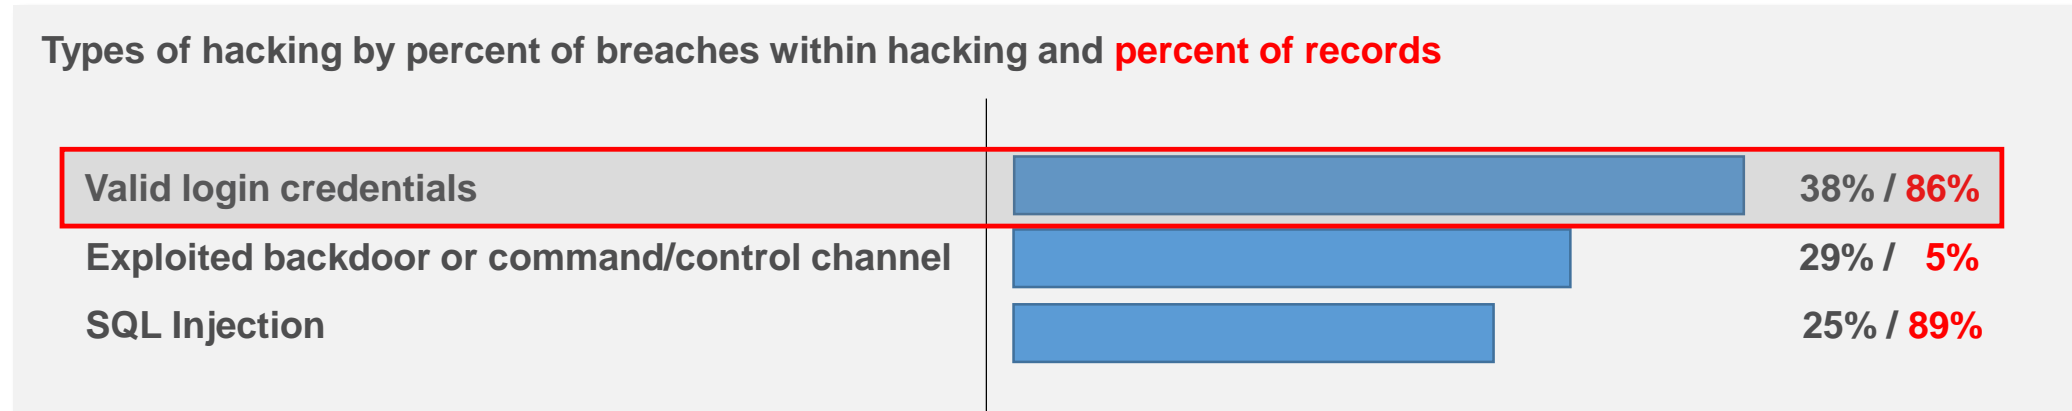 Types of hacking by percent of breaches within hacking and percent of records
Valid login credentials 38% / 86%
Exploited backdoor or command/control channel 29% / 5%
SQL Injection 25% / 89%